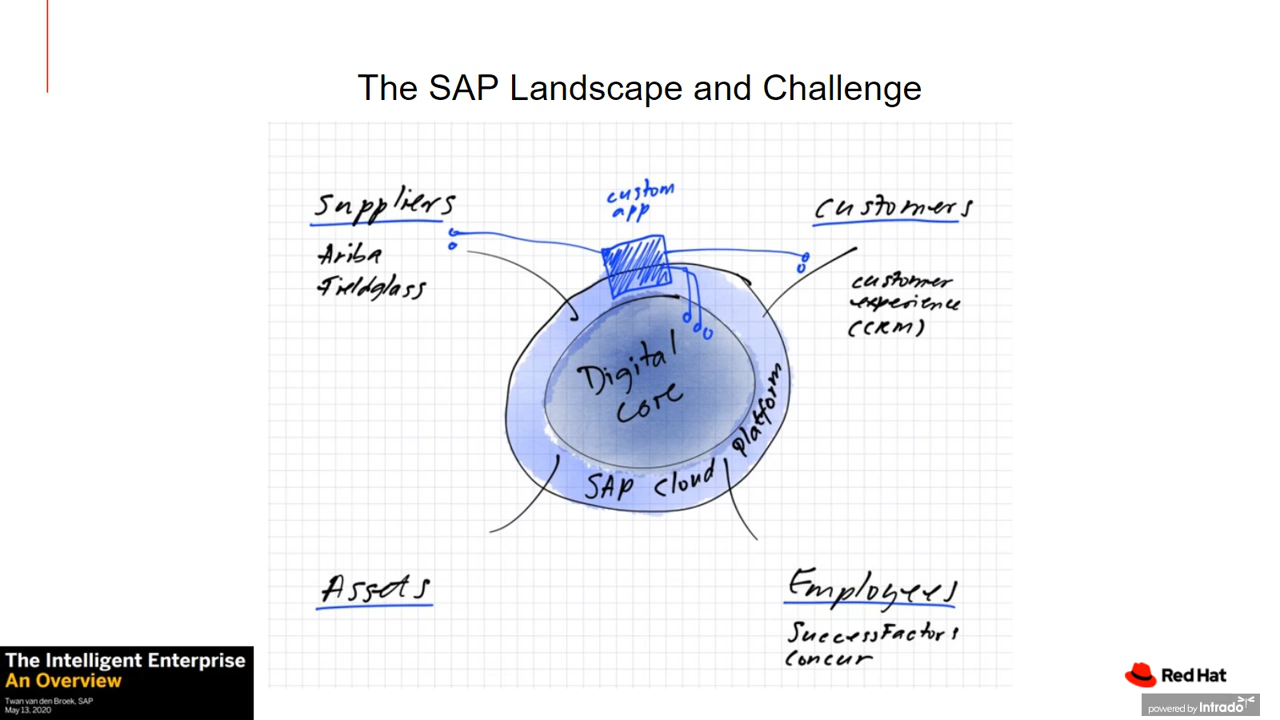 The SAP Landscape and Challenge
Suppliers
Ariba
Fieldglass
custom
app
Customers
customer
experience
(CRM)
Digital
core
SAP Cloud platform
Assets
Employees
SuccessFactors
Concur
The Intelligent Enterprise
An Overview
Twan van den Broek, SAP
May 13, 2020
Red Hat
powered by Intrado